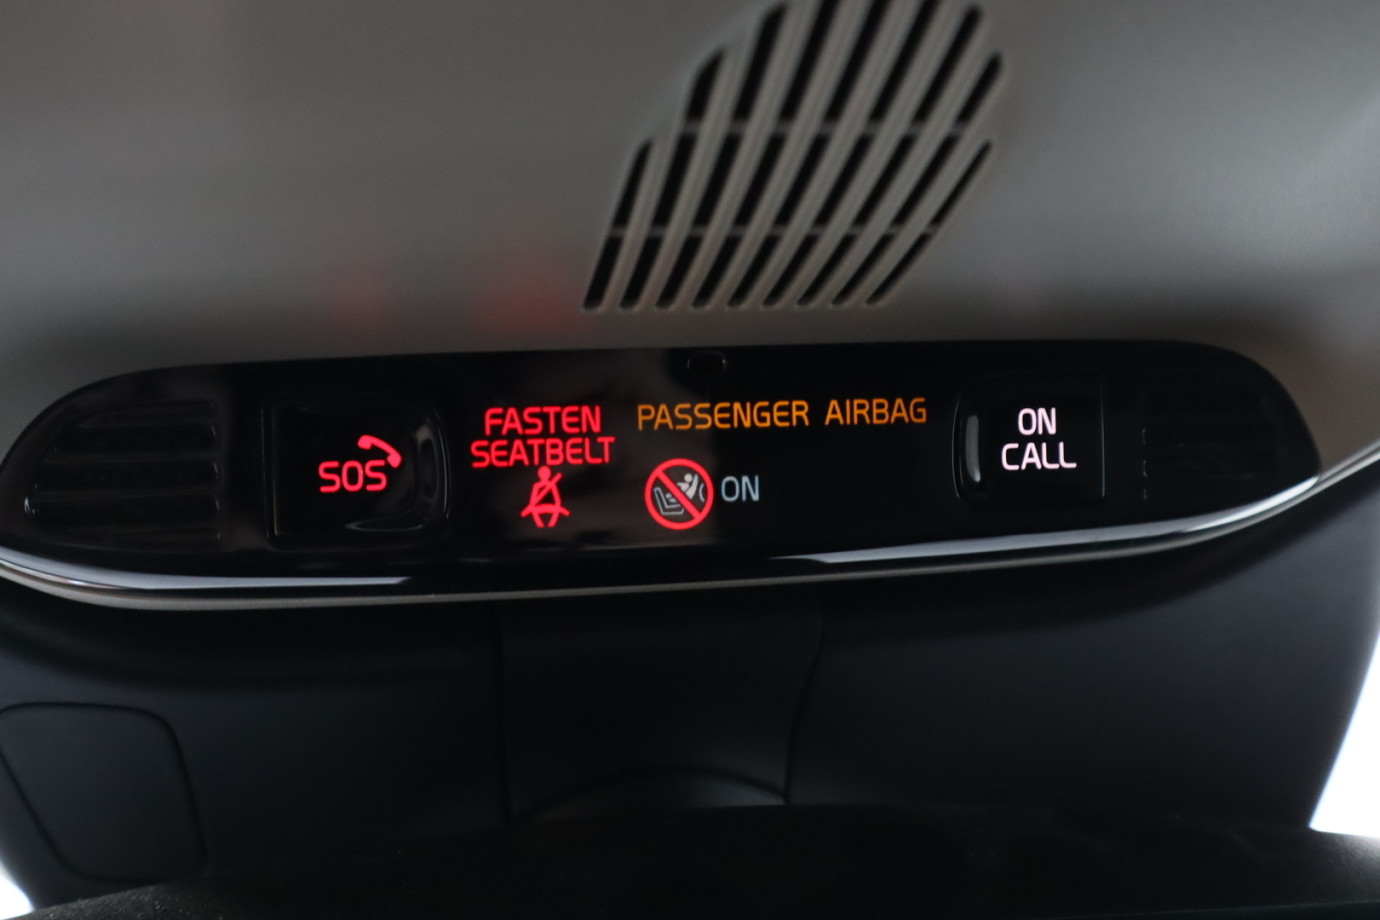 SOS
FASTEN
SEATBELT
PASSENGER AIRBAG
ON
ON
CALL